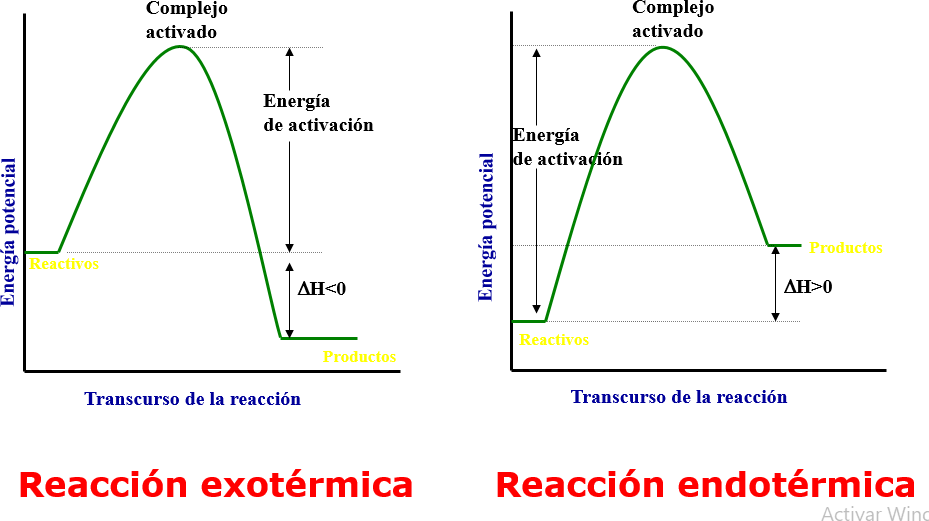 Complejo
activado
Energía
de activación
Energía potencial
Reactivos
ΔH<0
Productos
Transcurso de la reacción
Reacción exotérmica
Complejo
activado
Energía
de activación
Energía potencial
Productos
ΔH>0
Reactivos
Transcurso de la reacción
Reacción endotérmica
Activar Wind